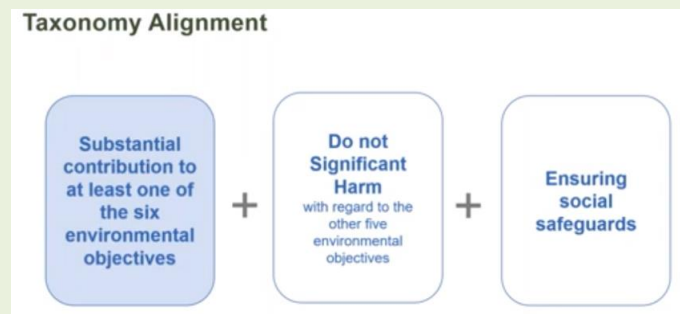 Taxonomy Alignment
Substantial
contribution to
at least one of
the six
environmental
objectives
+
Do not
Significant
Harm
with regard to the
other five
environmental
objectives
+
Ensuring
social
safeguards